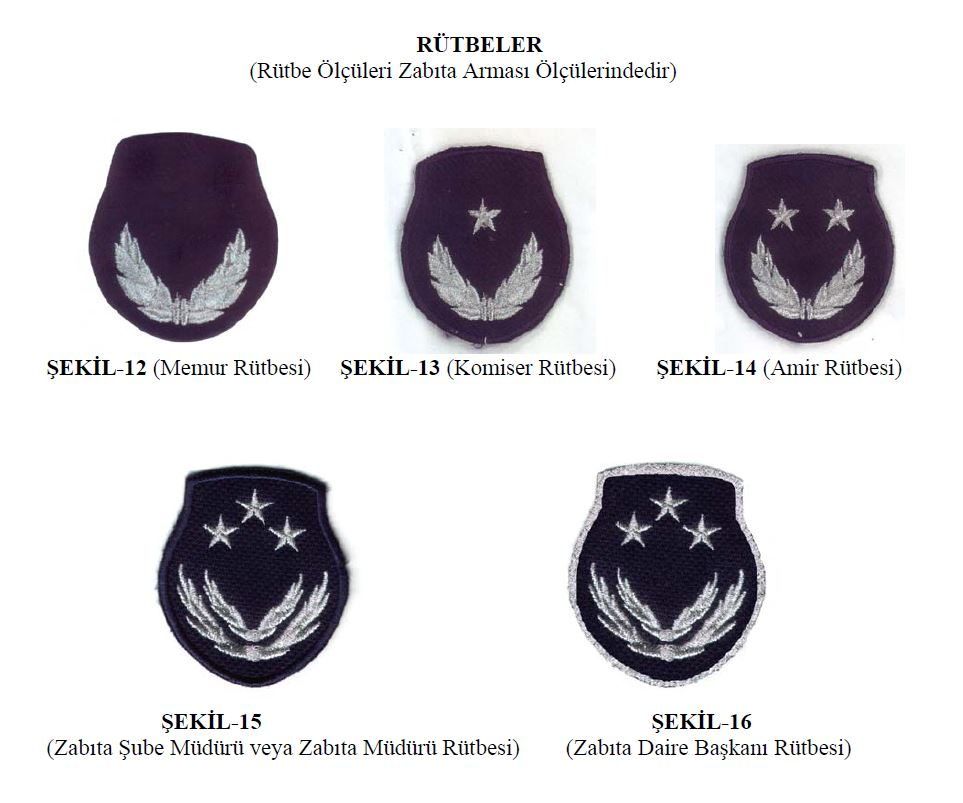 RÜTBELER
(Rütbe Ölçüleri Zabıta Arması Ölçülerindedir)
ŞEKİL-12 (Memur Rütbesi)
ŞEKİL-13 (Komiser Rütbesi)
ŞEKİL-14 (Amir Rütbesi)
ŞEKİL-15
(Zabıta Şube Müdürü veya Zabıta Müdürü Rütbesi)
ŞEKİL-16
(Zabıta Daire Başkanı Rütbesi)